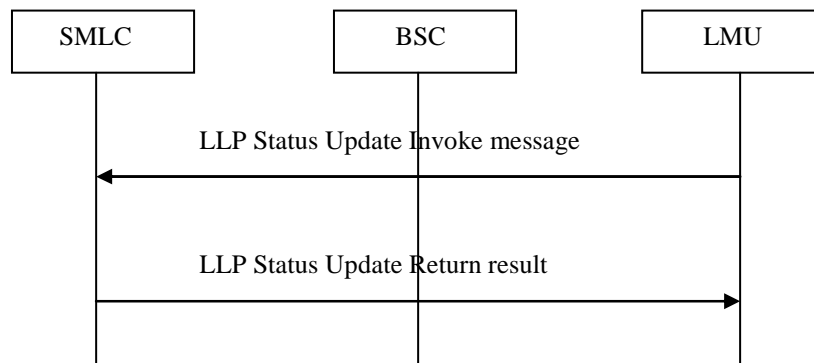 SMLC
BSC
LMU
LLP Status Update Invoke message
LLP Status Update Return result